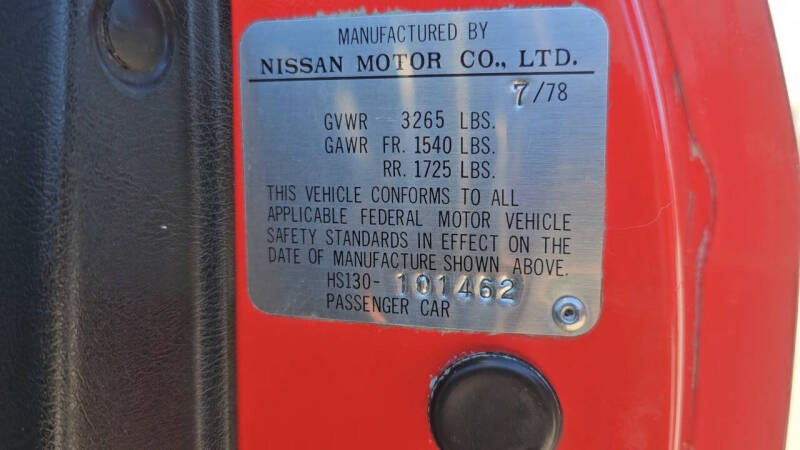 MANUFACTURED BY
NISSAN MOTOR CO., LTD.
7/78
GVWR 3265 LBS.
GAWR FR. 1540 LBS.
RR. 1725 LBS.
THIS VEHICLE CONFORMS TO ALL
APPLICABLE FEDERAL MOTOR VEHICLE
SAFETY STANDARDS IN EFFECT ON THE
DATE OF MANUFACTURE SHOWN ABOVE.
HS130- 101462
PASSENGER CAR